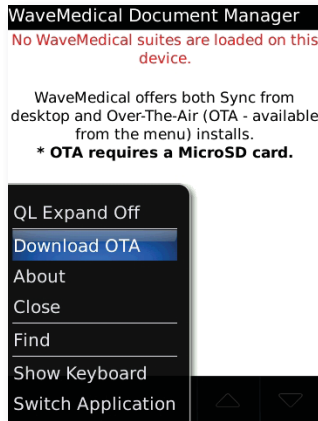 WaveMedical Document Manager
No WaveMedical suites are loaded on this
device.
WaveMedical offers both Sync from
desktop and Over-The-Air (OTA - available
from the menu) installs.
* OTA requires a MicroSD card.
QL Expand Off
Download OTA
About
Close
Find
Show Keyboard
Switch Application